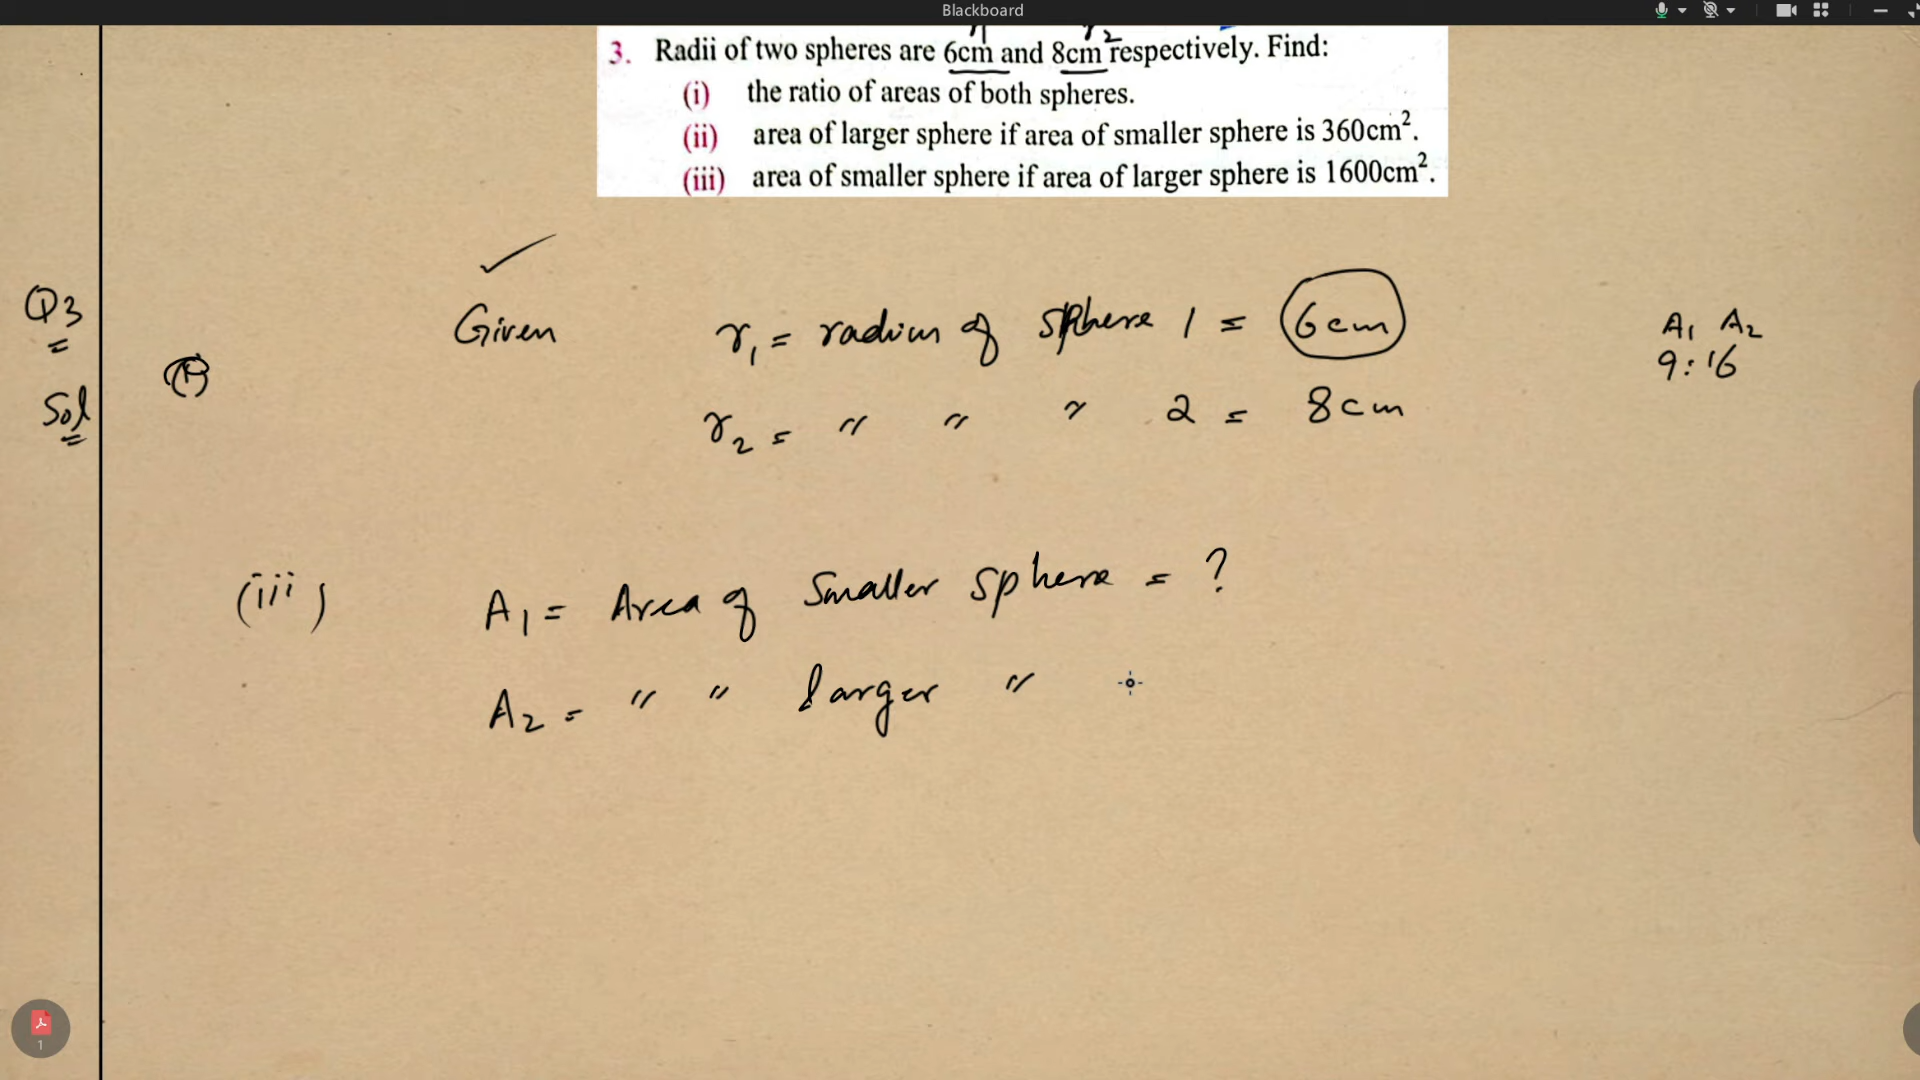 Blackboard
r2
3. Radii of two spheres are 6cm and 8cm respectively. Find:
(i) the ratio of areas of both spheres.
(ii) area of larger sphere if area of smaller sphere is 360cm².
(iii) area of smaller sphere if area of larger sphere is 1600cm².
Q3
Sol
Given r₁ = radius of sphere 1 = 6cm
r₂ = " " " 2 = 8cm
A₁ A₂
9:16
(iii) A₁ = Area of Smaller Sphere = ?
A₂ = " " larger "
1